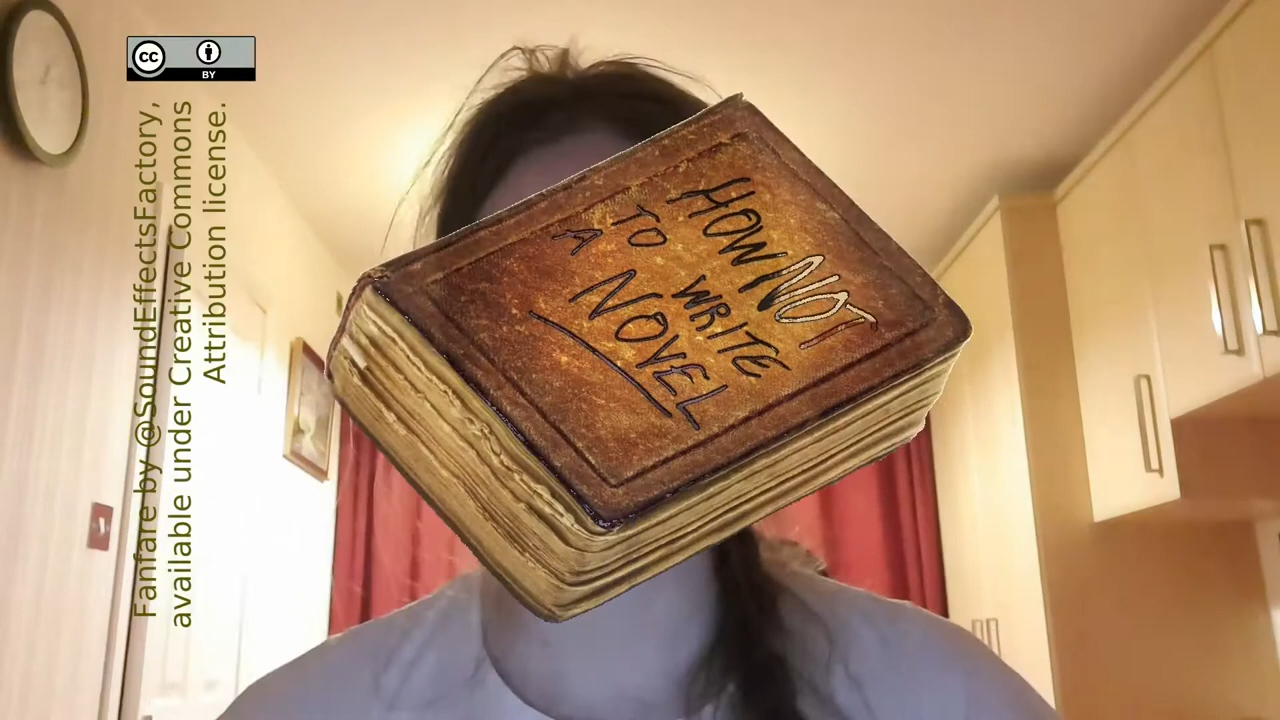 cc
BY
Fanfare by @SoundEffectsFactory,
available under Creative Commons
Attribution license.
HOW NOT
TO WRITE
A NOVEL